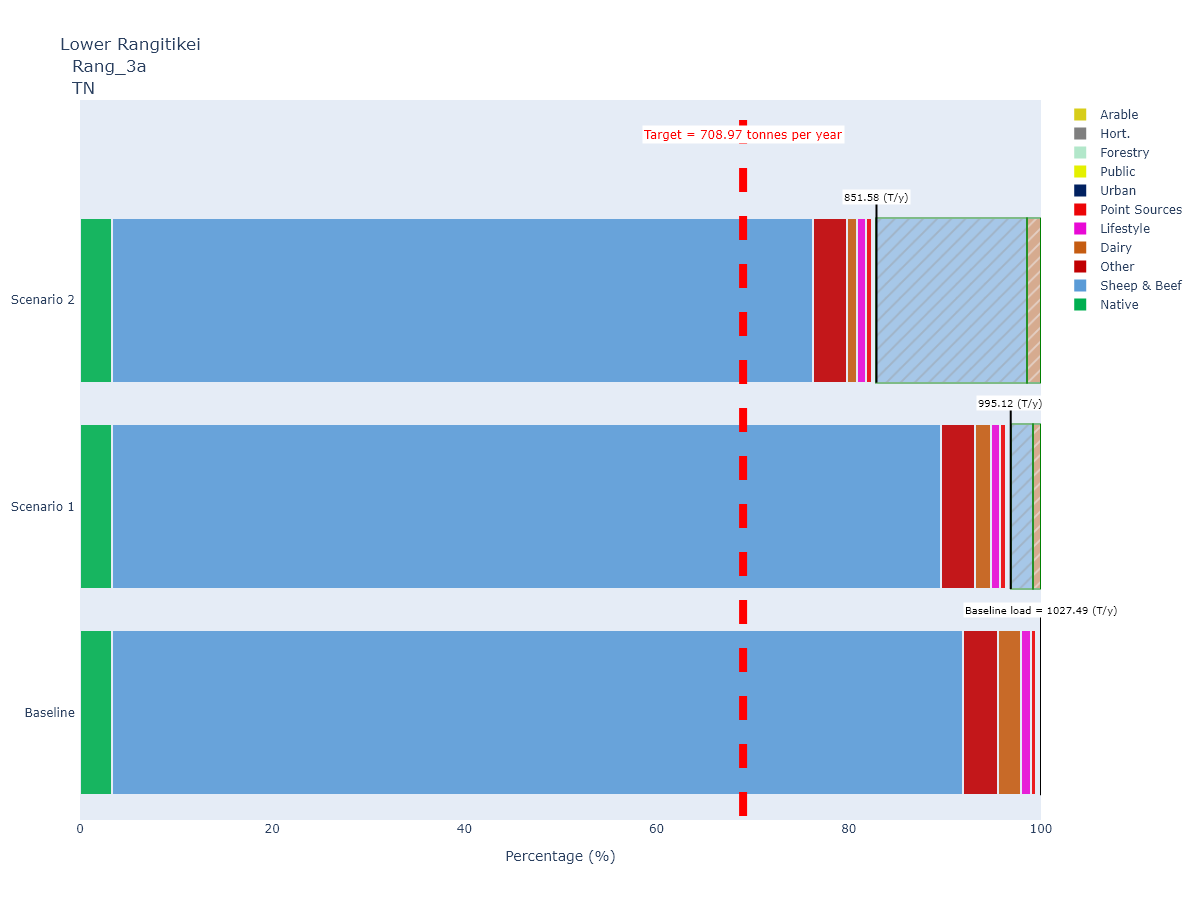 Lower Rangitikei
Rang_3a
TN
Target = 708.97 tonnes per year
851.58 (T/y)
Scenario 2
995.12 (T/y)
Scenario 1
Baseline load = 1027.49 (T/y)
Baseline
0 20 40 60 80 100
Percentage (%)
Arable
Hort.
Forestry
Public
Urban
Point Sources
Lifestyle
Dairy
Other
Sheep & Beef
Native